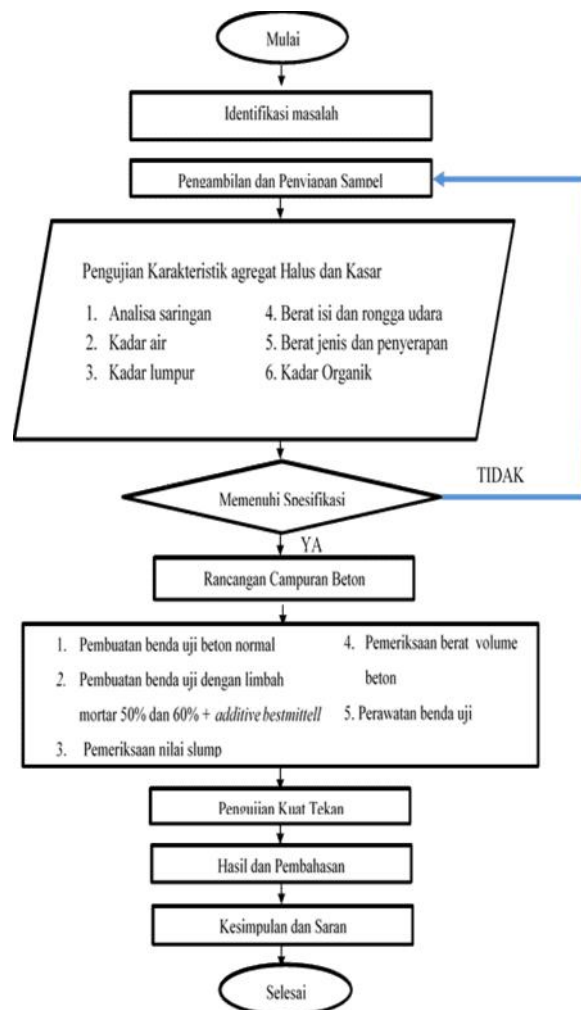 Mulai
Identifikasi masalah
Pengambilan dan Penyiapan Sampel
Pengujian Karakteristik agregat Halus dan Kasar
1. Analisa saringan
2. Kadar air
3. Kadar lumpur
4. Berat isi dan rongga udara
5. Berat jenis dan penyerapan
6. Kadar Organik
Memenuhi Spesifikasi
TIDAK
YA
Rancangan Campuran Beton
1. Pembuatan benda uji beton normal
2. Pembuatan benda uji dengan limbah
mortar 50% dan 60% + additive bestmittell
3. Pemeriksaan nilai slump
4. Pemeriksaan berat volume
beton
5. Perawatan benda uji
Pengujian Kuat Tekan
Hasil dan Pembahasan
Kesimpulan dan Saran
Selesai